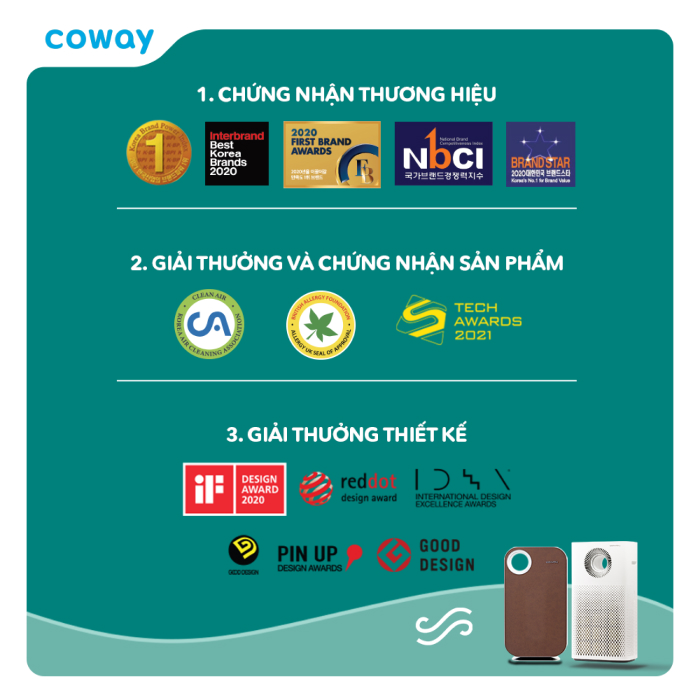 coway
1. CHỨNG NHẬN THƯƠNG HIỆU
Korea Brand Power Index
1
Interbrand
Best
Korea
Brands
2020
2020
FIRST BRAND
AWARDS
National Brand
Competitiveness Index
NbCI
국가브랜드경쟁력지수
BRAND STAR
2020대한민국 브랜드스타
Korea's No.1 for Brand Value
2. GIẢI THƯỞNG VÀ CHỨNG NHẬN SẢN PHẨM
CLEAN AIR
CA
KOREA AIR CLEANING ASSOCIATION
BRITISH ALLERGY FOUNDATION
ALLERGY UK SEAL OF APPROVAL
TECH
AWARDS
2021
3. GIẢI THƯỞNG THIẾT KẾ
iF
DESIGN
AWARD
2020
reddot
design award
IDEA
INTERNATIONAL DESIGN
EXCELLENCE AWARDS
GOOD DESIGN
PIN UP
DESIGN AWARDS
GOOD
DESIGN